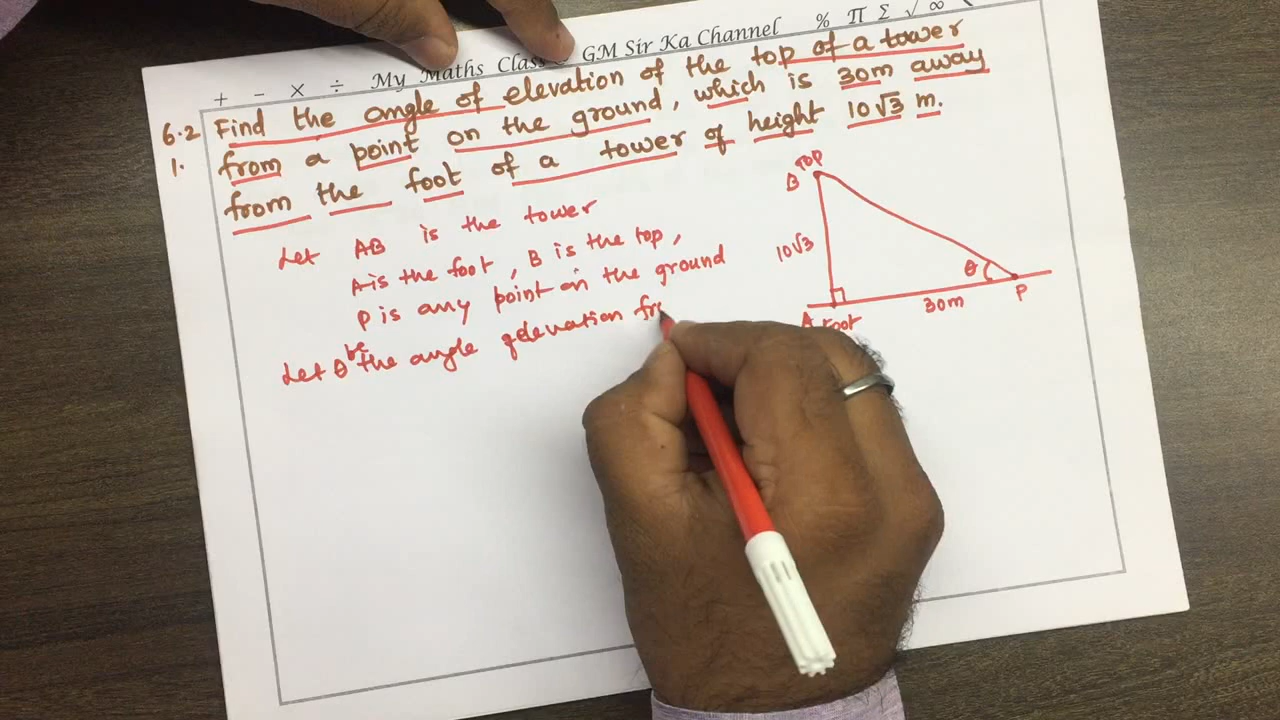 + − × ÷ My Maths Class GM Sir Ka Channel % Π Σ √ ∞
6.2 Find the angle of elevation of the top of a tower
1. from a point on the ground, which is 30m away
from the foot of a tower of height 10√3 m.
Let AB is the tower
A is the foot, B is the top,
P is any point on the ground
Let θ be the angle of elevation fr
TOP
B
10√3
θ
30m
P
A foot